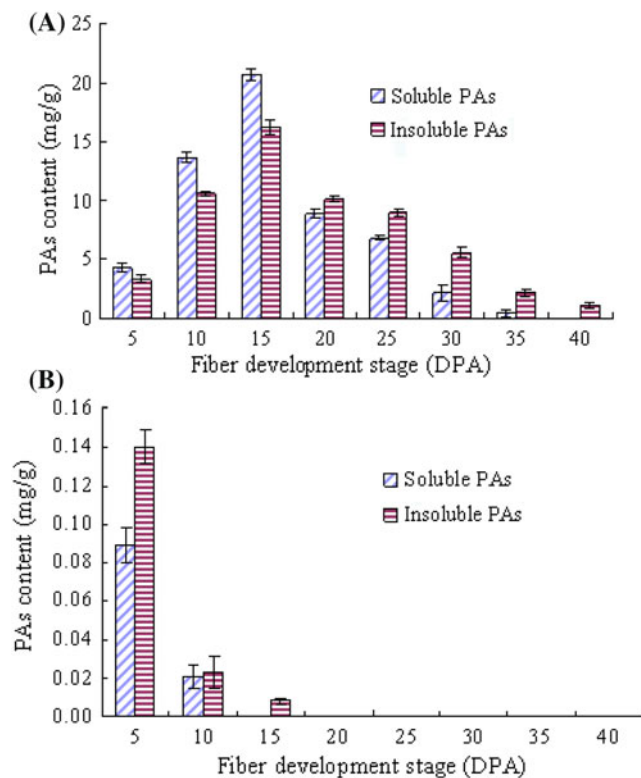 (A)
PAs content (mg/g)
25
20
15
10
5
0
Soluble PAs
Insoluble PAs
5 10 15 20 25 30 35 40
Fiber development stage (DPA)
(B)
PAs content (mg/g)
0.16
0.14
0.12
0.10
0.08
0.06
0.04
0.02
0.00
Soluble PAs
Insoluble PAs
5 10 15 20 25 30 35 40
Fiber development stage (DPA)